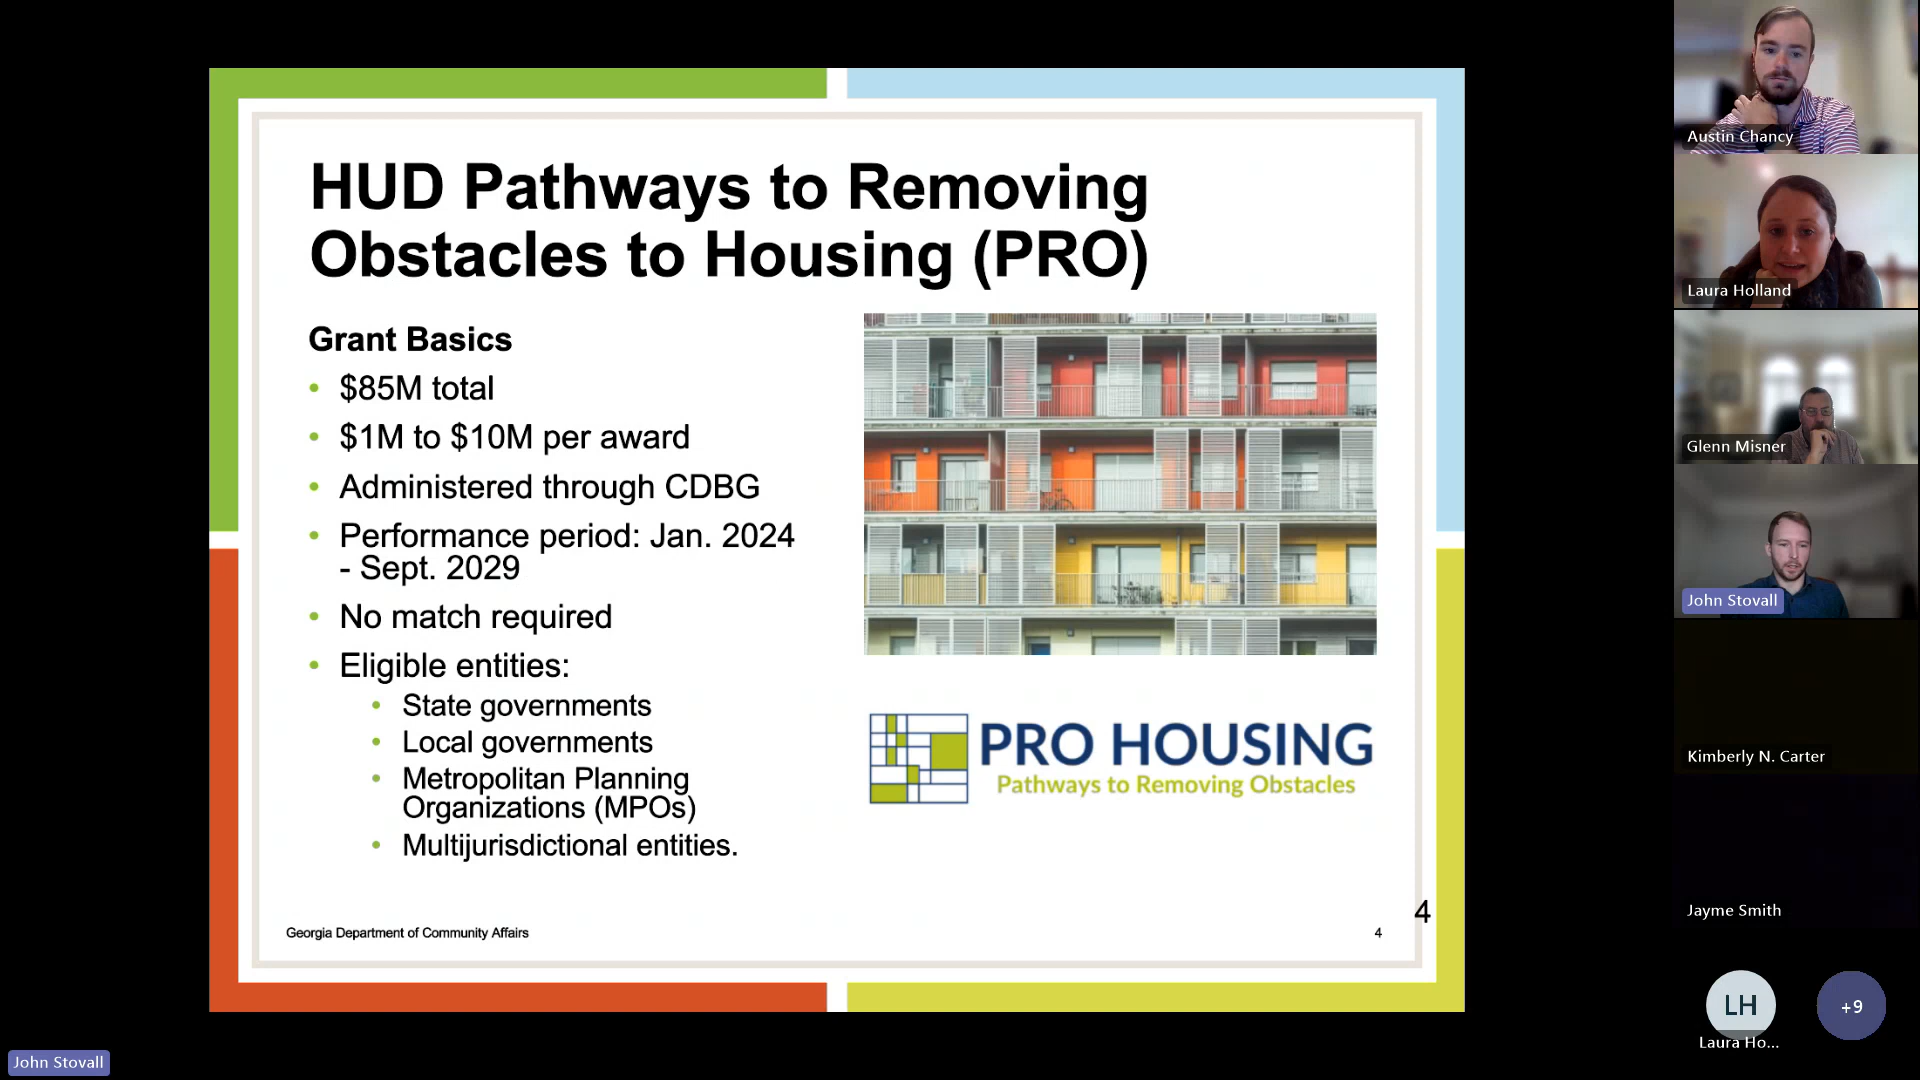 HUD Pathways to Removing
Obstacles to Housing (PRO)
Grant Basics
• $85M total
• $1M to $10M per award
• Administered through CDBG
• Performance period: Jan. 2024
- Sept. 2029
• No match required
• Eligible entities:
• State governments
• Local governments
• Metropolitan Planning
Organizations (MPOs)
• Multijurisdictional entities.
PRO HOUSING
Pathways to Removing Obstacles
4
Georgia Department of Community Affairs
4
Austin Chancy
Laura Holland
Glenn Misner
John Stovall
Kimberly N. Carter
Jayme Smith
LH
+9
Laura Ho...
John Stovall